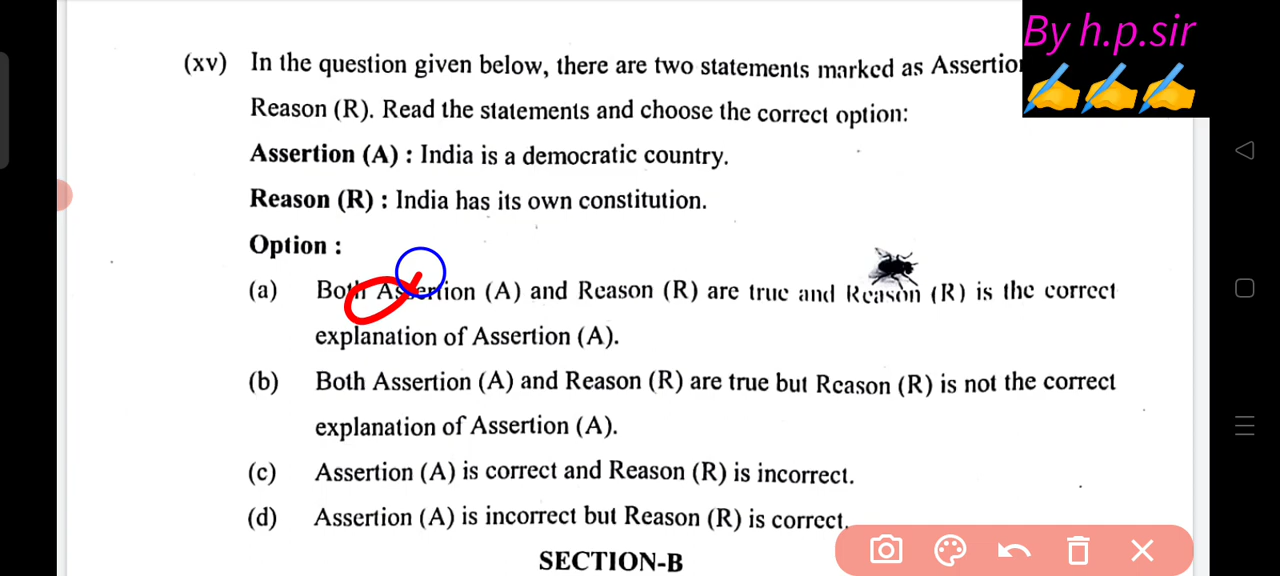 By h.p.sir
(xv) In the question given below, there are two statements marked as Assertion
Reason (R). Read the statements and choose the correct option:
Assertion (A) : India is a democratic country.
Reason (R) : India has its own constitution.
Option :
(a) Both Assertion (A) and Reason (R) are true and Reason (R) is the correct
explanation of Assertion (A).
(b) Both Assertion (A) and Reason (R) are true but Reason (R) is not the correct
explanation of Assertion (A).
(c) Assertion (A) is correct and Reason (R) is incorrect.
(d) Assertion (A) is incorrect but Reason (R) is correct.
SECTION-B